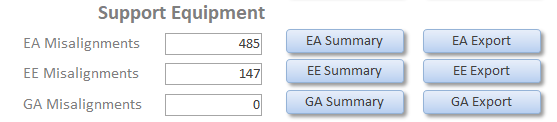 Support Equipment
EA Misalignments 485 EA Summary EA Export
EE Misalignments 147 EE Summary EE Export
GA Misalignments 0 GA Summary GA Export